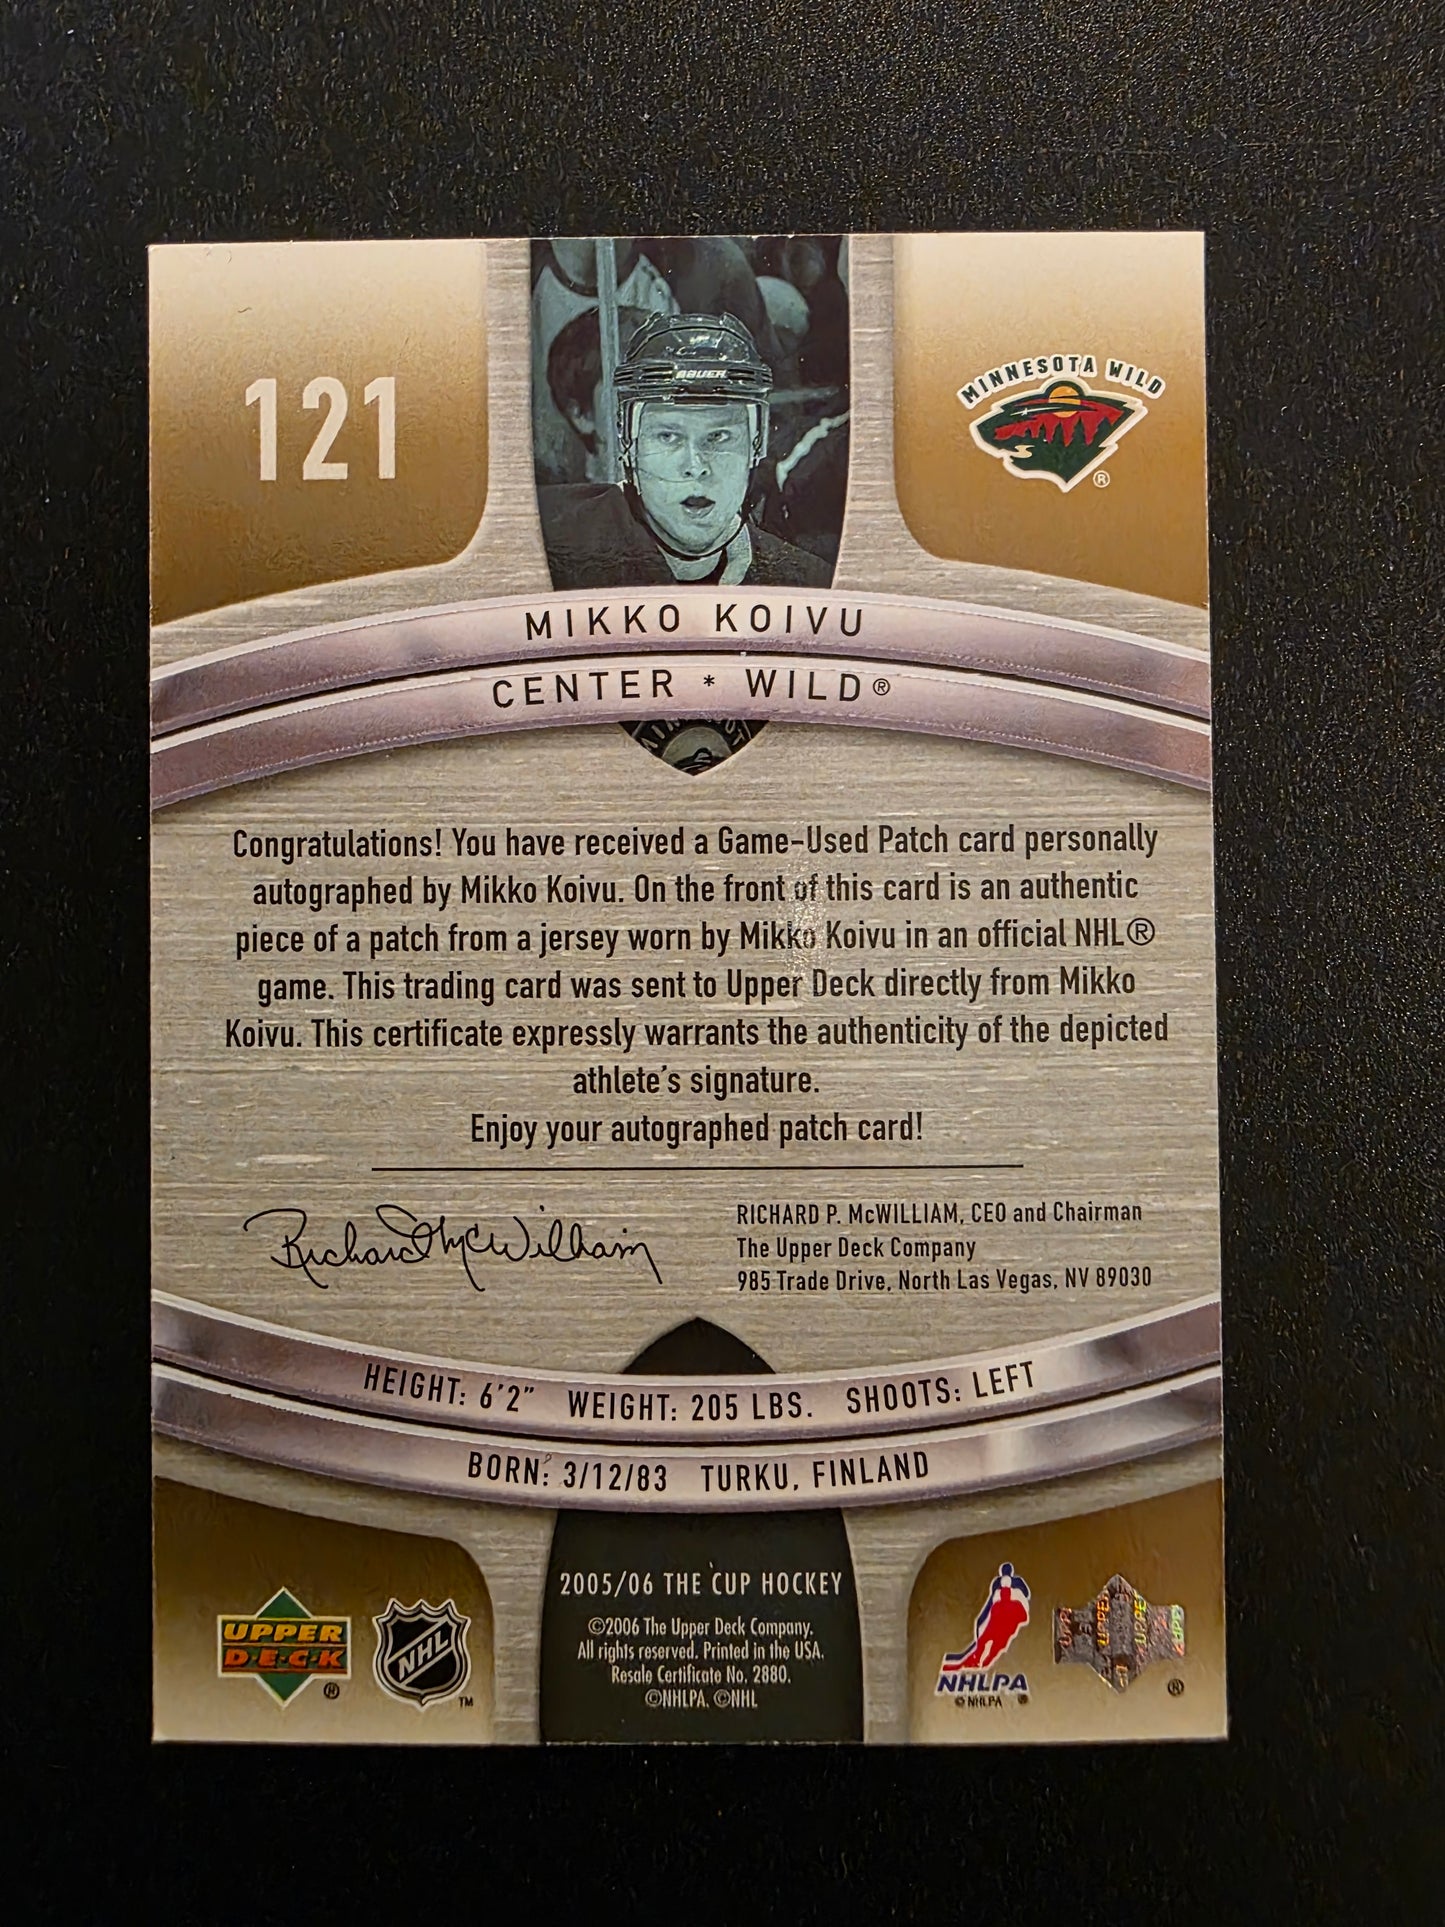 121
BAUER
MINNESOTA WILD
®
MIKKO KOIVU
CENTER * WILD®
Congratulations! You have received a Game-Used Patch card personally
autographed by Mikko Koivu. On the front of this card is an authentic
piece of a patch from a jersey worn by Mikko Koivu in an official NHL®
game. This trading card was sent to Upper Deck directly from Mikko
Koivu. This certificate expressly warrants the authenticity of the depicted
athlete's signature.
Enjoy your autographed patch card!
Richard McWilliam
RICHARD P. McWILLIAM, CEO and Chairman
The Upper Deck Company
985 Trade Drive, North Las Vegas, NV 89030
HEIGHT: 6'2" WEIGHT: 205 LBS. SHOOTS: LEFT
BORN: 3/12/83 TURKU, FINLAND
2005/06 THE CUP HOCKEY
©2006 The Upper Deck Company.
All rights reserved. Printed in the USA.
Resale Certificate No. 2880.
©NHLPA. ©NHL
UPPER
D·E·C·K
®
NHL
™
NHLPA
© NHLPA ®
®